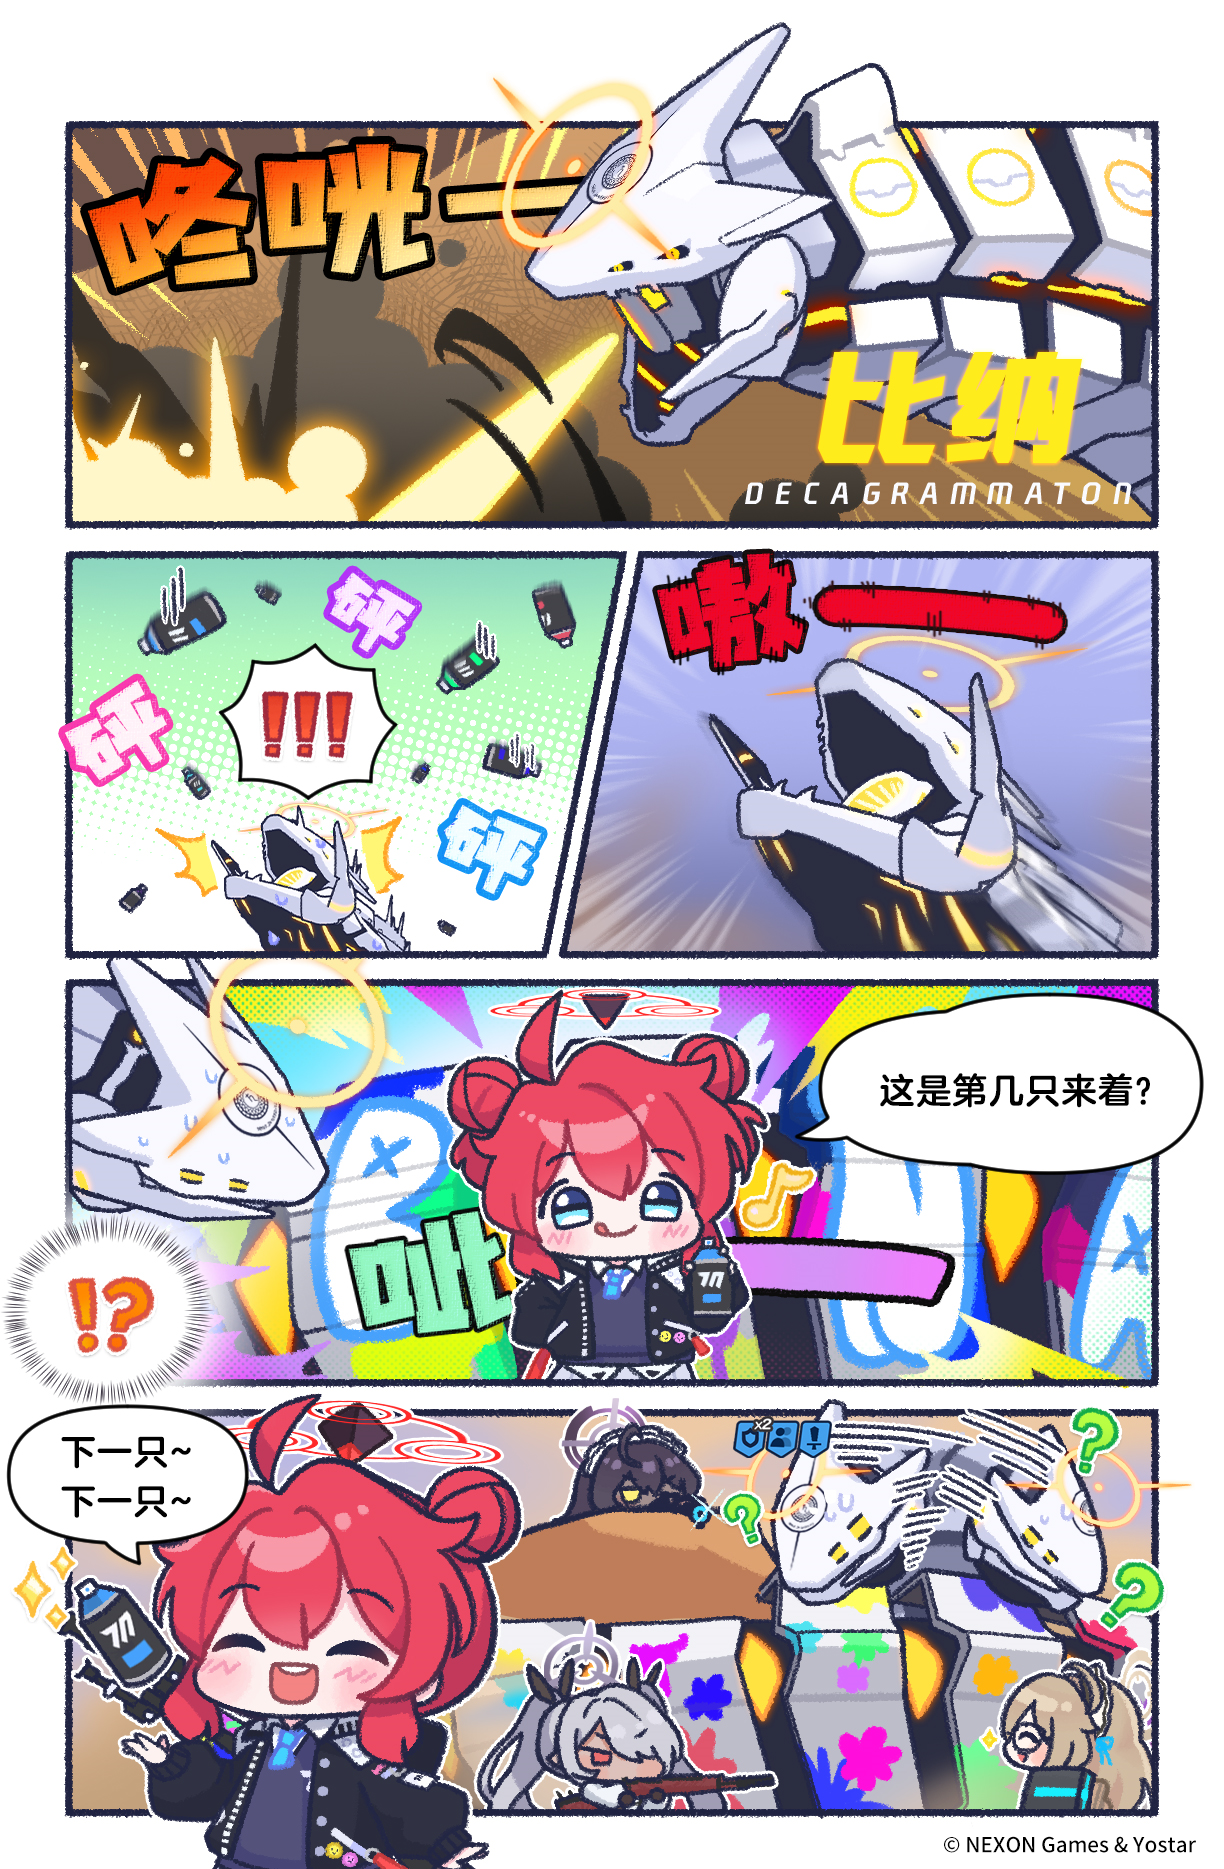 咚咣—
比纳
DECAGRAMMATON
砰
砰
!!!
砰
嗷—
这是第几只来着?
呲—
!?
下一只~
下一只~
x2
?
?
?
© NEXON Games & Yostar